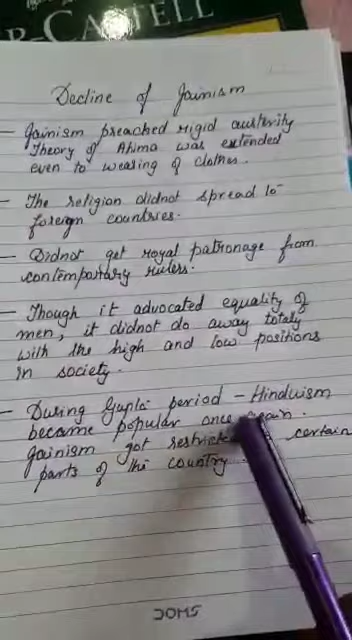 R-CASTELL
Decline of Jainism
- Jainism preached rigid austerity
Theory of Ahima was extended
even to wearing of clothes.
- The religion didnot spread to
foreign countries.
- Didnot get royal patronage from
contemporary rulers.
- Though it advocated equality of
men, it didnot do away totally
with the high and low positions
in society.
- During Gupta period - Hinduism
became popular once again.
Jainism got restricted certain
parts of the country.
DOMS